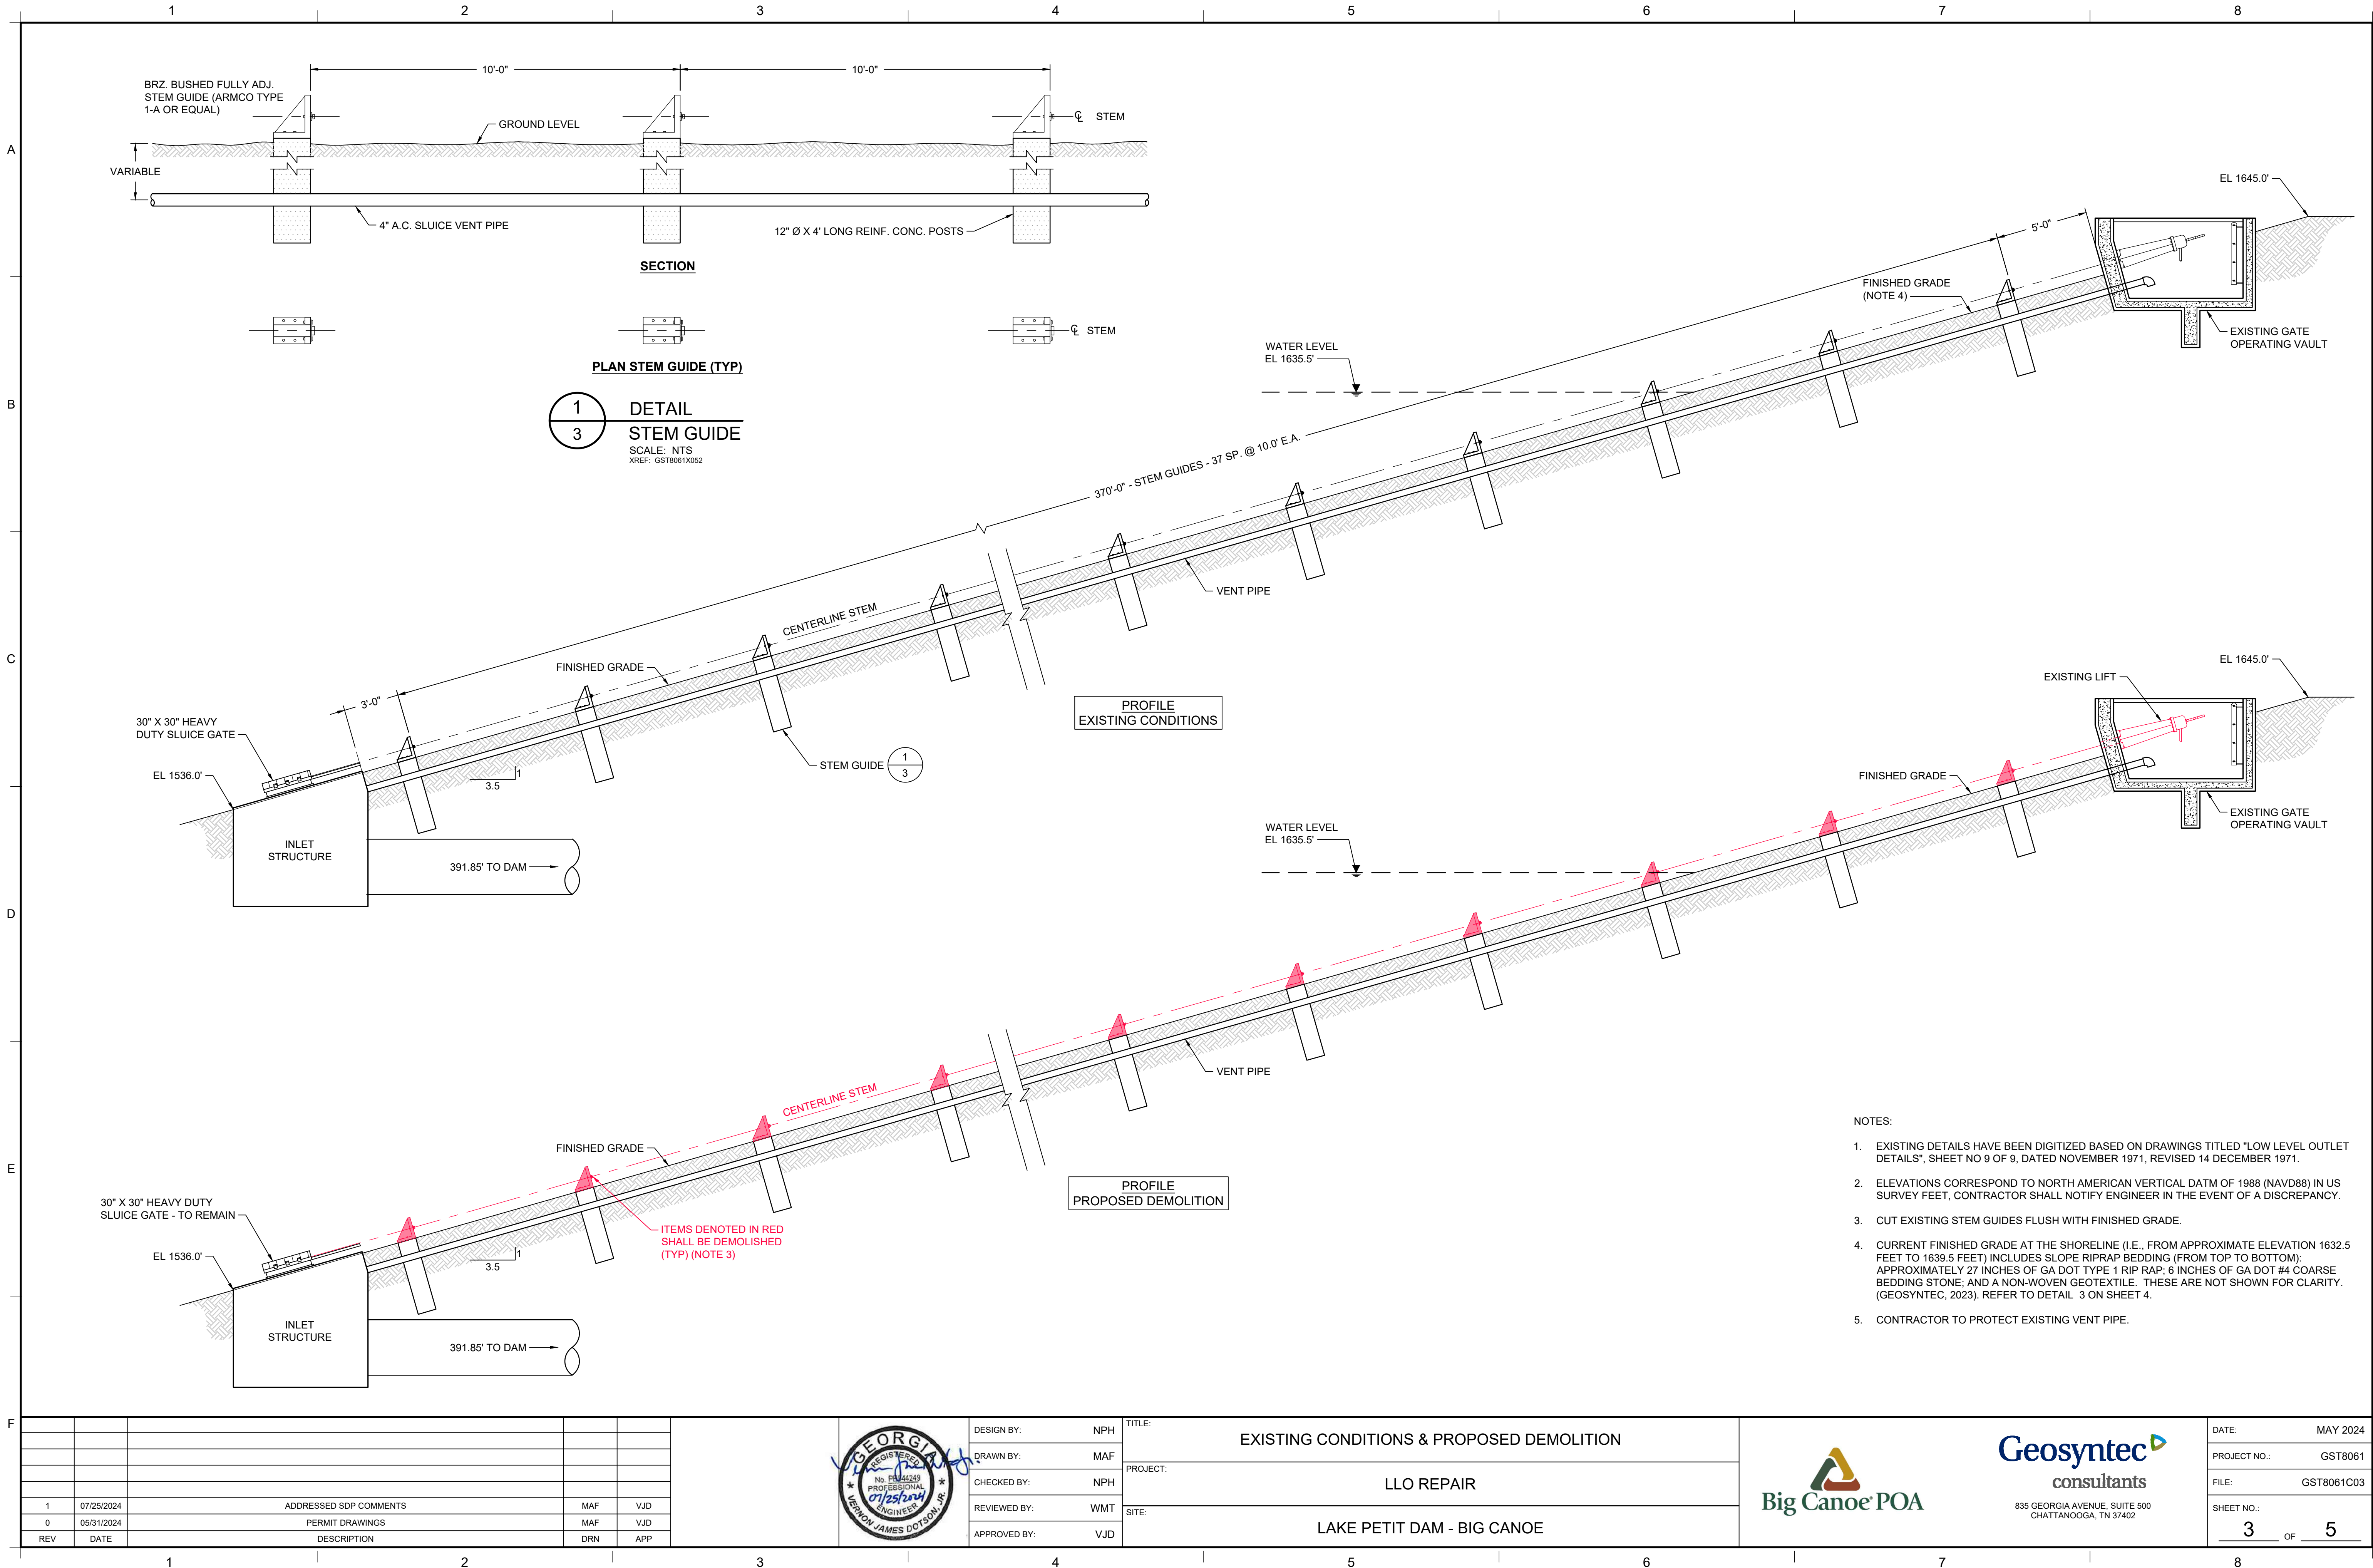 1 2 3 4 5 6 7 8
A
B
C
D
E
F
BRZ. BUSHED FULLY ADJ.
STEM GUIDE (ARMCO TYPE
1-A OR EQUAL)
10'-0"
10'-0"
GROUND LEVEL
℄ STEM
VARIABLE
4" A.C. SLUICE VENT PIPE
12" Ø X 4' LONG REINF. CONC. POSTS
SECTION
℄ STEM
PLAN STEM GUIDE (TYP)
1
3
DETAIL
STEM GUIDE
SCALE: NTS
XREF: GST8061X052
EL 1645.0'
5'-0"
FINISHED GRADE
(NOTE 4)
EXISTING GATE
OPERATING VAULT
WATER LEVEL
EL 1635.5'
370'-0" - STEM GUIDES - 37 SP. @ 10.0' E.A.
VENT PIPE
CENTERLINE STEM
FINISHED GRADE
3'-0"
30" X 30" HEAVY
DUTY SLUICE GATE
EL 1536.0'
1
3.5
STEM GUIDE
1
3
INLET
STRUCTURE
391.85' TO DAM
PROFILE
EXISTING CONDITIONS
EL 1645.0'
EXISTING LIFT
FINISHED GRADE
EXISTING GATE
OPERATING VAULT
WATER LEVEL
EL 1635.5'
VENT PIPE
CENTERLINE STEM
FINISHED GRADE
30" X 30" HEAVY DUTY
SLUICE GATE - TO REMAIN
EL 1536.0'
1
3.5
ITEMS DENOTED IN RED
SHALL BE DEMOLISHED
(TYP) (NOTE 3)
INLET
STRUCTURE
391.85' TO DAM
PROFILE
PROPOSED DEMOLITION
NOTES:
1. EXISTING DETAILS HAVE BEEN DIGITIZED BASED ON DRAWINGS TITLED "LOW LEVEL OUTLET
DETAILS", SHEET NO 9 OF 9, DATED NOVEMBER 1971, REVISED 14 DECEMBER 1971.
2. ELEVATIONS CORRESPOND TO NORTH AMERICAN VERTICAL DATM OF 1988 (NAVD88) IN US
SURVEY FEET, CONTRACTOR SHALL NOTIFY ENGINEER IN THE EVENT OF A DISCREPANCY.
3. CUT EXISTING STEM GUIDES FLUSH WITH FINISHED GRADE.
4. CURRENT FINISHED GRADE AT THE SHORELINE (I.E., FROM APPROXIMATE ELEVATION 1632.5
FEET TO 1639.5 FEET) INCLUDES SLOPE RIPRAP BEDDING (FROM TOP TO BOTTOM):
APPROXIMATELY 27 INCHES OF GA DOT TYPE 1 RIP RAP; 6 INCHES OF GA DOT #4 COARSE
BEDDING STONE; AND A NON-WOVEN GEOTEXTILE. THESE ARE NOT SHOWN FOR CLARITY.
(GEOSYNTEC, 2023). REFER TO DETAIL 3 ON SHEET 4.
5. CONTRACTOR TO PROTECT EXISTING VENT PIPE.
1 07/25/2024 ADDRESSED SDP COMMENTS MAF VJD
0 05/31/2024 PERMIT DRAWINGS MAF VJD
REV DATE DESCRIPTION DRN APP
GEORGIA
REGISTERED
PROFESSIONAL
07/25/2024
ENGINEER
VERNON JAMES DOTSON, JR.
DESIGN BY: NPH
DRAWN BY: MAF
CHECKED BY: NPH
REVIEWED BY: WMT
APPROVED BY: VJD
TITLE:
EXISTING CONDITIONS & PROPOSED DEMOLITION
PROJECT:
LLO REPAIR
SITE:
LAKE PETIT DAM - BIG CANOE
Big Canoe® POA
Geosyntec
consultants
835 GEORGIA AVENUE, SUITE 500
CHATTANOOGA, TN 37402
DATE: MAY 2024
PROJECT NO.: GST8061
FILE: GST8061C03
SHEET NO.:
3 OF 5
1 2 3 4 5 6 7 8